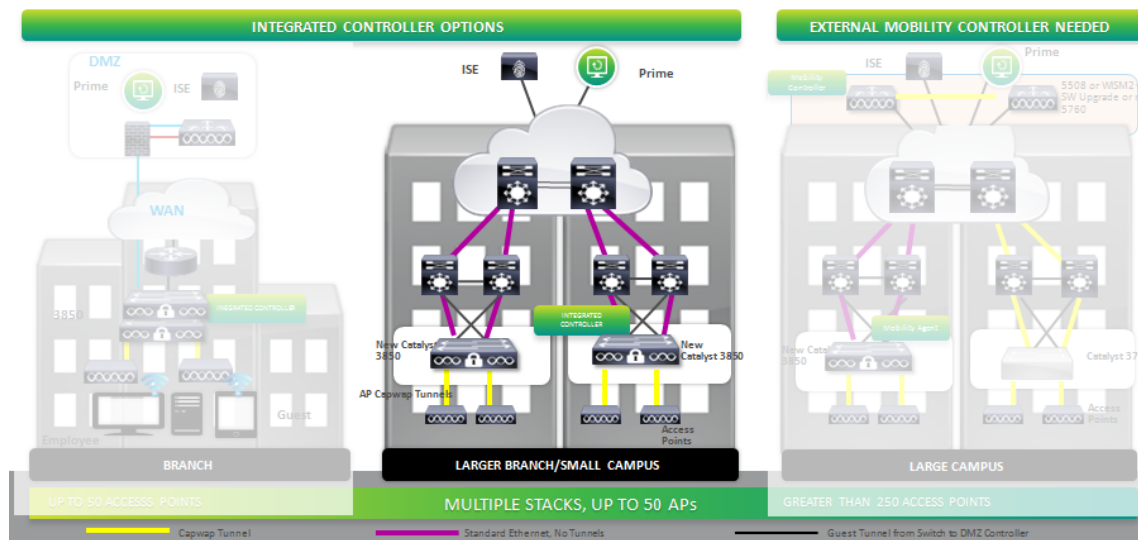 INTEGRATED CONTROLLER OPTIONS
EXTERNAL MOBILITY CONTROLLER NEEDED
DMZ
Prime
ISE
WAN
3850
INTEGRATED CONTROLLER
Employee
Guest
BRANCH
UP TO 50 ACCESSS POINTS
ISE
Prime
INTEGRATED
CONTROLLER
New Catalyst
3850
New
Catalyst 3850
AP Capwap Tunnels
Access
Points
LARGER BRANCH/SMALL CAMPUS
MULTIPLE STACKS, UP TO 50 APs
ISE
Prime
Mobility
Controller
5508 or WISM2
SW Upgrade or
5760
Mobility Agent
New Catal
3850
Catalyst 37
Access
Points
LARGE CAMPUS
GREATER THAN 250 ACCESS POINTS
Capwap Tunnel
Standard Ethernet, No Tunnels
Guest Tunnel from Switch to DMZ Controller